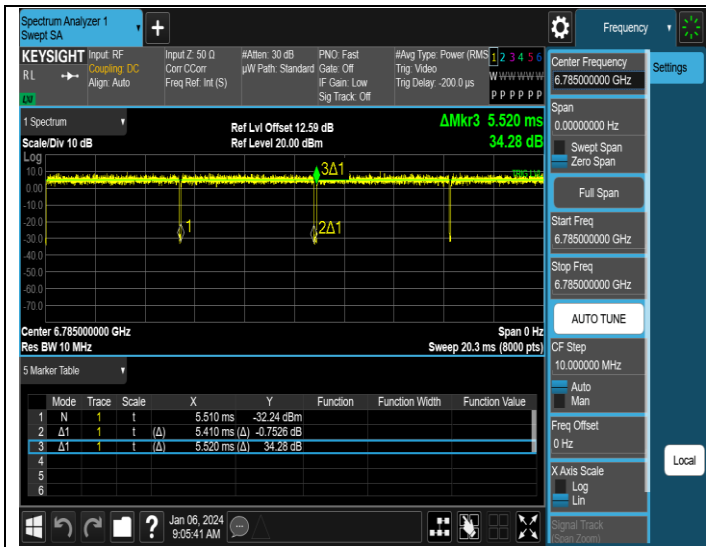 Spectrum Analyzer 1
Swept SA
Frequency
KEYSIGHT Input: RF Input Z: 50 Ω #Atten: 30 dB PNO: Fast #Avg Type: Power (RMS 1 2 3 4 5 6
RL Coupling: DC Corr CCorr µW Path: Standard Gate: Off Trig: Video W W W W W W
Align: Auto Freq Ref: Int (S) IF Gain: Low Trig Delay: -200.0 µs
Sig Track: Off P P P P P P
LXI
1 Spectrum
Ref Lvl Offset 12.59 dB
ΔMkr3 5.520 ms
Scale/Div 10 dB Ref Level 20.00 dBm 34.28 dB
Log
10.0
0.00
-10.0
-20.0
-30.0
-40.0
-50.0
-60.0
-70.0
3Δ1
1
2Δ1
Center 6.785000000 GHz Span 0 Hz
Res BW 10 MHz Sweep 20.3 ms (8000 pts)
5 Marker Table
Mode Trace Scale X Y Function Function Width Function Value
1 N 1 t 5.510 ms -32.24 dBm
2 Δ1 1 t (Δ) 5.410 ms (Δ) -0.7526 dB
3 Δ1 1 t (Δ) 5.520 ms (Δ) 34.28 dB
4
5
6
Jan 06, 2024
9:05:41 AM
Center Frequency
6.785000000 GHz
Settings
Span
0.00000000 Hz
Swept Span
Zero Span
Full Span
Start Freq
6.785000000 GHz
Stop Freq
6.785000000 GHz
AUTO TUNE
CF Step
10.000000 MHz
Auto
Man
Freq Offset
0 Hz
X Axis Scale
Log
Lin
Signal Track
(Span Zoom)
Local